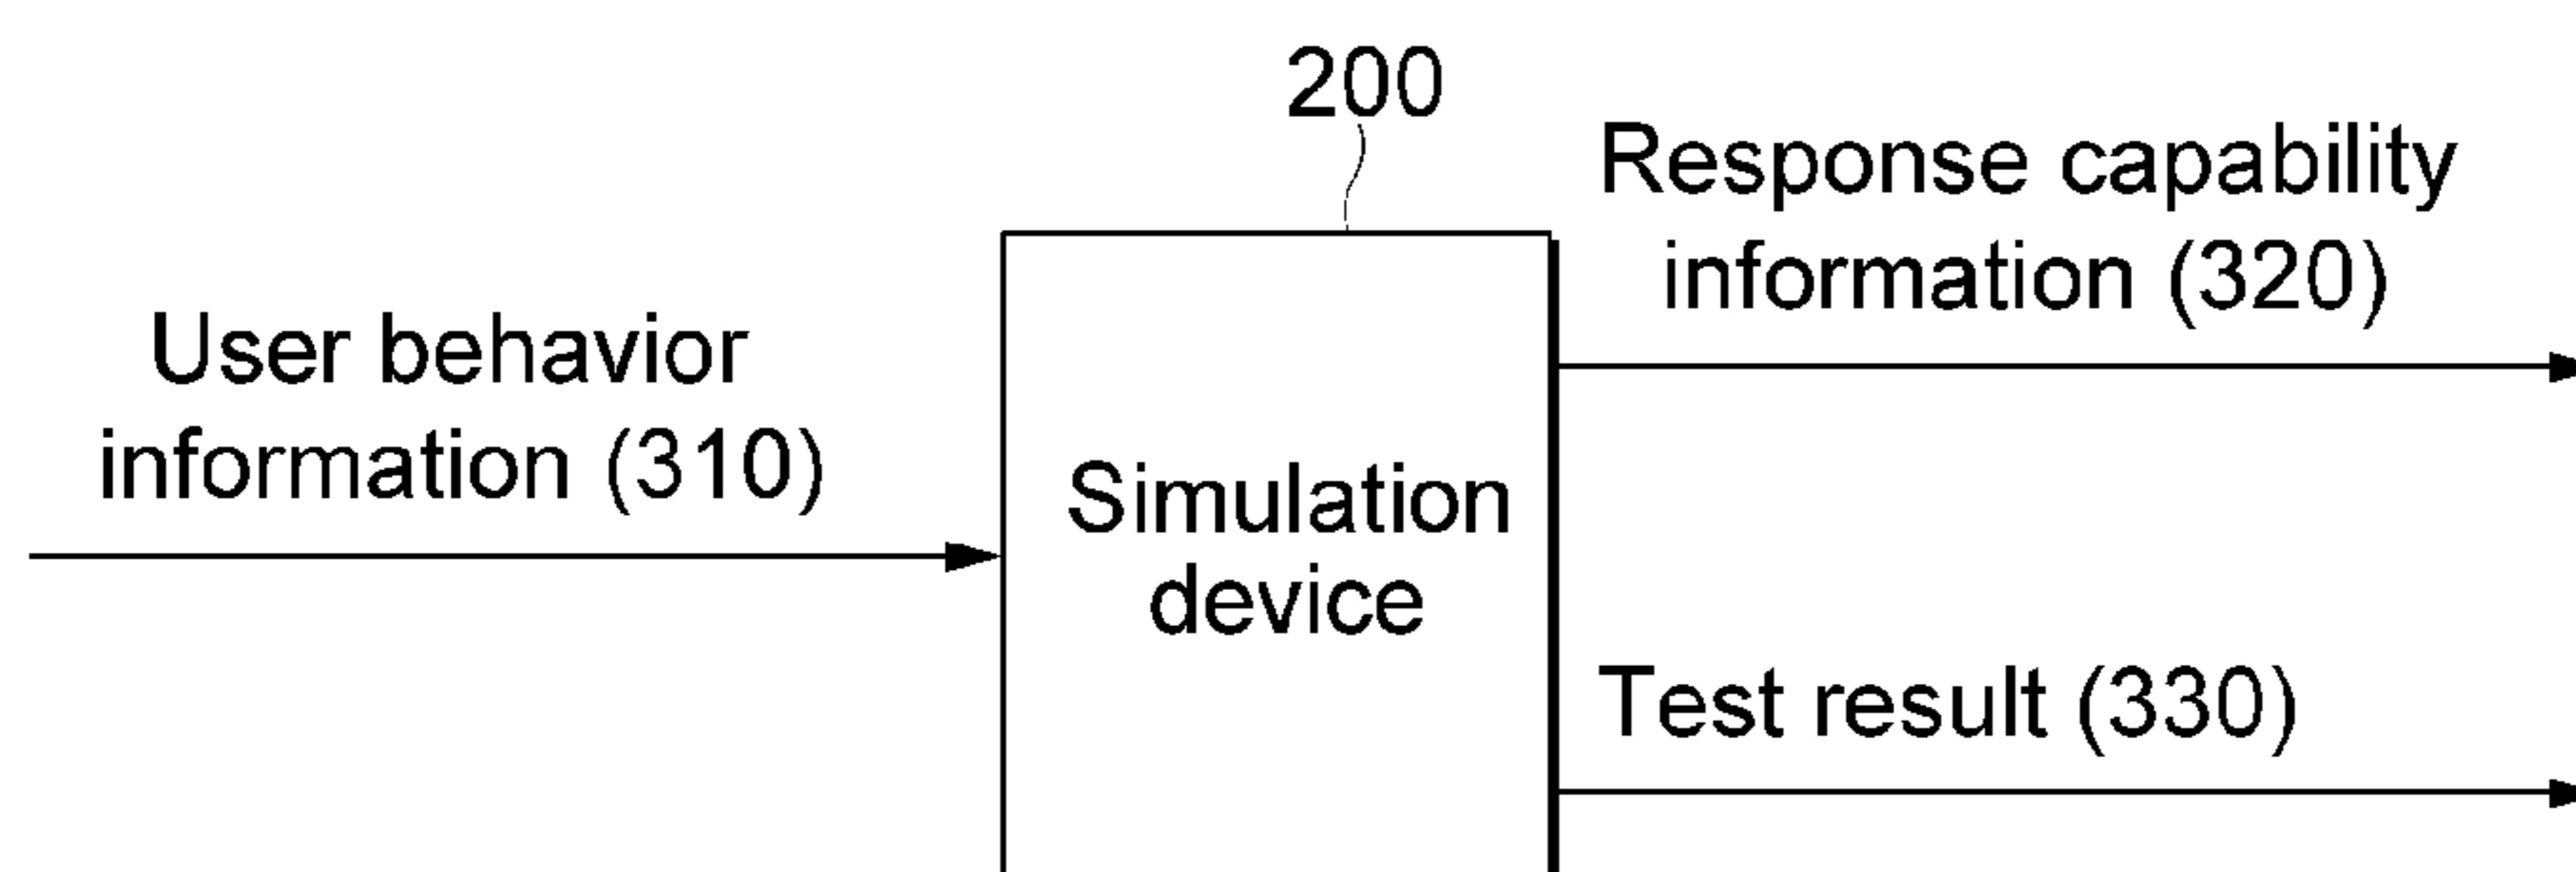 200
Response capability
information (320)
User behavior
information (310)
Simulation
device
Test result (330)